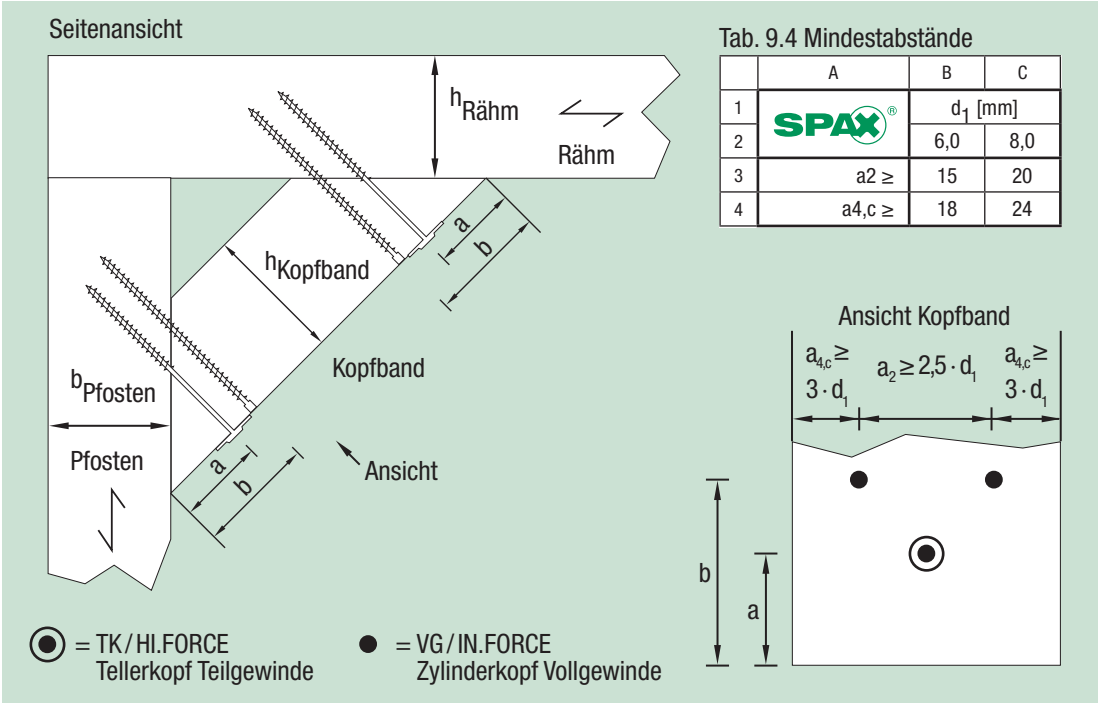 Seitenansicht
hRähm
Rähm
a
b
hKopfband
Kopfband
bPfosten
Pfosten
a
b
Ansicht
= TK / HI.FORCE
Tellerkopf Teilgewinde
= VG / IN.FORCE
Zylinderkopf Vollgewinde
Tab. 9.4 Mindestabstände
A B C
1 SPAX® d1 [mm]
2 6,0 8,0
3 a2 ≥ 15 20
4 a4,c ≥ 18 24
Ansicht Kopfband
a4,c ≥ a2 ≥ 2,5 · d1 a4,c ≥
3 · d1 3 · d1
b
a